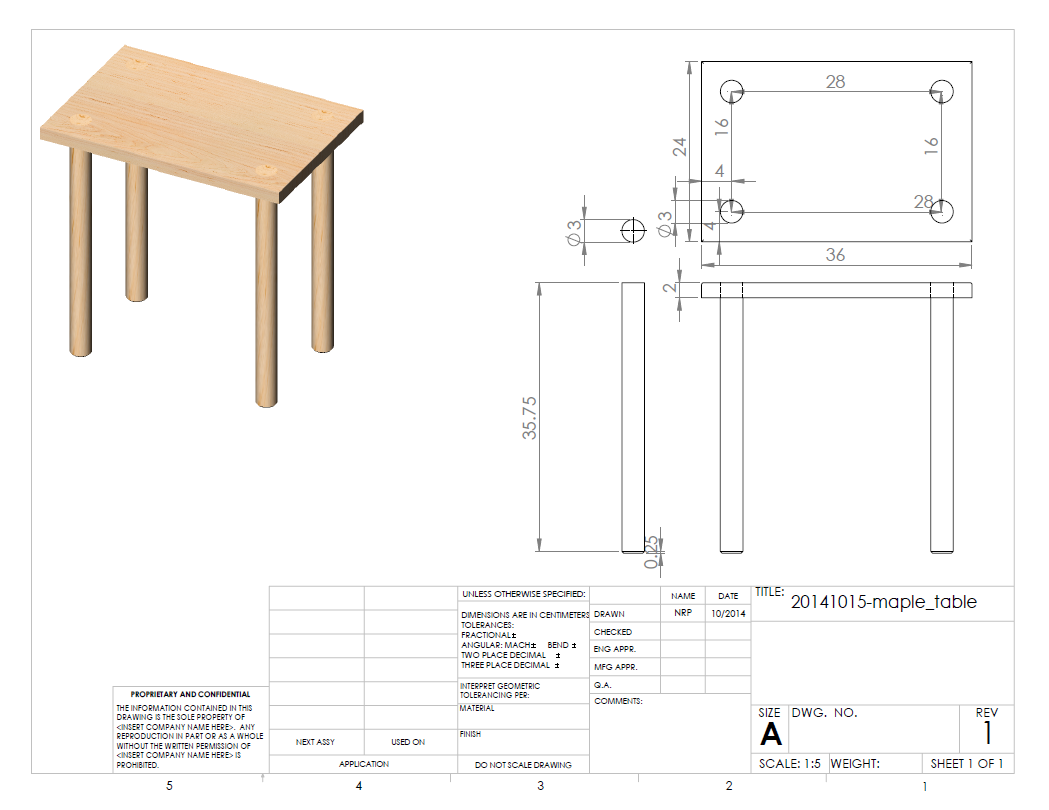 28
16
16
24
4
28
⌀3
⌀3
4
36
2
35.75
0.25
UNLESS OTHERWISE SPECIFIED:
DIMENSIONS ARE IN CENTIMETERS
TOLERANCES:
FRACTIONAL±
ANGULAR: MACH± BEND ±
TWO PLACE DECIMAL ±
THREE PLACE DECIMAL ±
INTERPRET GEOMETRIC
TOLERANCING PER:
MATERIAL
FINISH
DO NOT SCALE DRAWING
NAME DATE
DRAWN NRP 10/2014
CHECKED
ENG APPR.
MFG APPR.
Q.A.
COMMENTS:
TITLE:
20141015-maple_table
SIZE DWG. NO. REV
A 1
SCALE: 1:5 WEIGHT: SHEET 1 OF 1
PROPRIETARY AND CONFIDENTIAL
THE INFORMATION CONTAINED IN THIS
DRAWING IS THE SOLE PROPERTY OF
<INSERT COMPANY NAME HERE>. ANY
REPRODUCTION IN PART OR AS A WHOLE
WITHOUT THE WRITTEN PERMISSION OF
<INSERT COMPANY NAME HERE> IS
PROHIBITED.
NEXT ASSY USED ON
APPLICATION
5 4 3 2 1